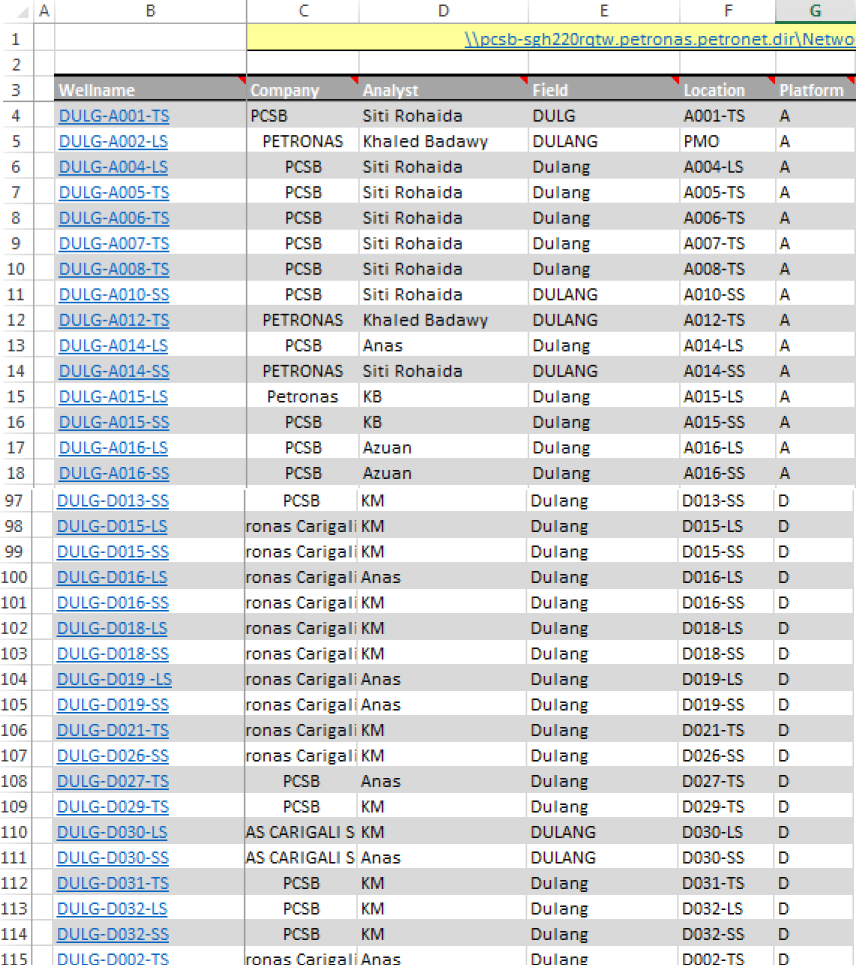 A B C D E F G
1 \\pcsb-sgh220rqtw.petronas.petronet.dir\Netwo
2
3 Wellname Company Analyst Field Location Platform
4 DULG-A001-TS PCSB Siti Rohaida DULG A001-TS A
5 DULG-A002-LS PETRONAS Khaled Badawy DULANG PMO A
6 DULG-A004-LS PCSB Siti Rohaida Dulang A004-LS A
7 DULG-A005-TS PCSB Siti Rohaida Dulang A005-TS A
8 DULG-A006-TS PCSB Siti Rohaida Dulang A006-TS A
9 DULG-A007-TS PCSB Siti Rohaida Dulang A007-TS A
10 DULG-A008-TS PCSB Siti Rohaida Dulang A008-TS A
11 DULG-A010-SS PCSB Siti Rohaida DULANG A010-SS A
12 DULG-A012-TS PETRONAS Khaled Badawy DULANG A012-TS A
13 DULG-A014-LS PCSB Anas Dulang A014-LS A
14 DULG-A014-SS PETRONAS Siti Rohaida DULANG A014-SS A
15 DULG-A015-LS Petronas KB Dulang A015-LS A
16 DULG-A015-SS PCSB KB Dulang A015-SS A
17 DULG-A016-LS PCSB Azuan Dulang A016-LS A
18 DULG-A016-SS PCSB Azuan Dulang A016-SS A
97 DULG-D013-SS PCSB KM Dulang D013-SS D
98 DULG-D015-LS ronas Carigali KM Dulang D015-LS D
99 DULG-D015-SS ronas Carigali KM Dulang D015-SS D
100 DULG-D016-LS ronas Carigali Anas Dulang D016-LS D
101 DULG-D016-SS ronas Carigali KM Dulang D016-SS D
102 DULG-D018-LS ronas Carigali KM Dulang D018-LS D
103 DULG-D018-SS ronas Carigali KM Dulang D018-SS D
104 DULG-D019 -LS ronas Carigali Anas Dulang D019-LS D
105 DULG-D019-SS ronas Carigali Anas Dulang D019-SS D
106 DULG-D021-TS ronas Carigali KM Dulang D021-TS D
107 DULG-D026-SS ronas Carigali KM Dulang D026-SS D
108 DULG-D027-TS PCSB Anas Dulang D027-TS D
109 DULG-D029-TS PCSB KM Dulang D029-TS D
110 DULG-D030-LS AS CARIGALI S KM DULANG D030-LS D
111 DULG-D030-SS AS CARIGALI S Anas DULANG D030-SS D
112 DULG-D031-TS PCSB KM Dulang D031-TS D
113 DULG-D032-LS PCSB KM Dulang D032-LS D
114 DULG-D032-SS PCSB KM Dulang D032-SS D
115 DULG-D002-TS ronas Carigali Anas Dulang D002-TS D